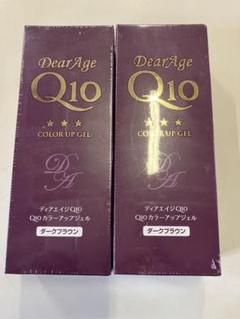 DearAge
Q10
COLOR UP GEL
DA
ディアエイジQ10
Q10カラーアップジェル
ダークブラウン
DearAge
Q10
COLOR UP GEL
DA
ディアエイジQ10
Q10カラーアップジェル
ダークブラウン